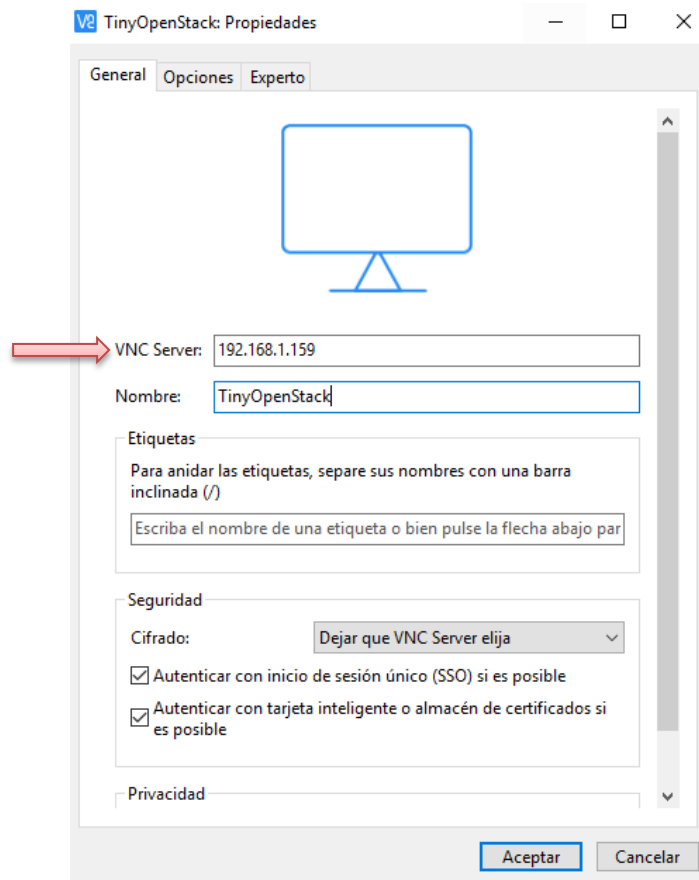 TinyOpenStack: Propiedades
General Opciones Experto
VNC Server: 192.168.1.159
Nombre: TinyOpenStack
Etiquetas
Para anidar las etiquetas, separe sus nombres con una barra
inclinada (/)
Escriba el nombre de una etiqueta o bien pulse la flecha abajo par
Seguridad
Cifrado: Dejar que VNC Server elija
Autenticar con inicio de sesión único (SSO) si es posible
Autenticar con tarjeta inteligente o almacén de certificados si
es posible
Privacidad
Aceptar Cancelar